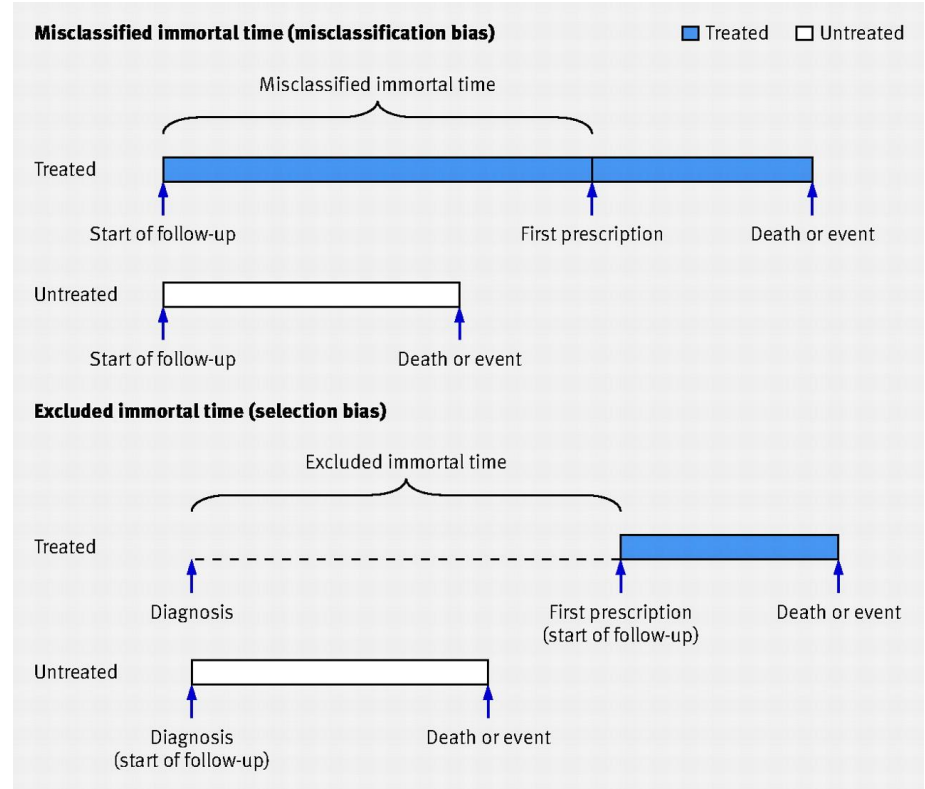 Misclassified immortal time (misclassification bias)
Treated
Untreated
Misclassified immortal time
Treated
Start of follow-up
First prescription
Death or event
Untreated
Start of follow-up
Death or event
Excluded immortal time (selection bias)
Excluded immortal time
Treated
Diagnosis
First prescription
(start of follow-up)
Death or event
Untreated
Diagnosis
(start of follow-up)
Death or event